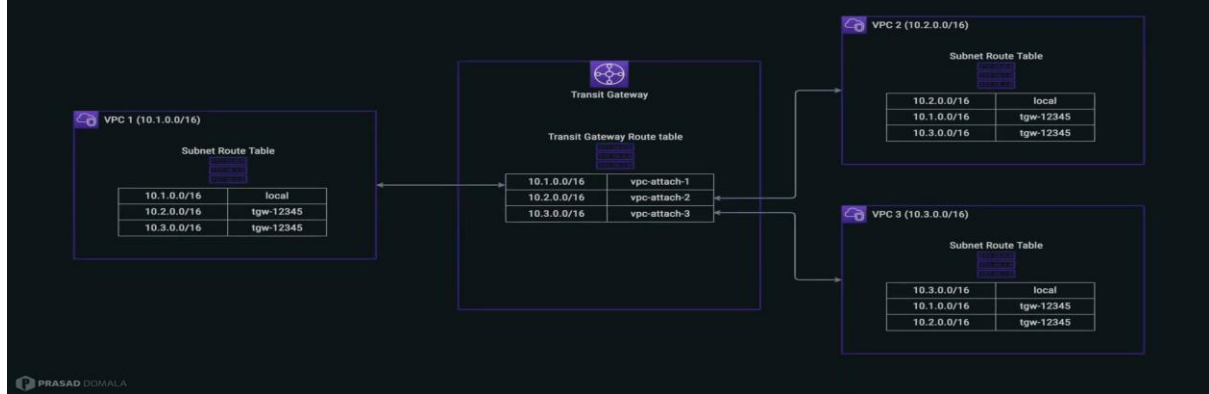 VPC 1 (10.1.0.0/16)
Subnet Route Table
10.1.0.0/16 local
10.2.0.0/16 tgw-12345
10.3.0.0/16 tgw-12345
Transit Gateway
Transit Gateway Route table
10.1.0.0/16 vpc-attach-1
10.2.0.0/16 vpc-attach-2
10.3.0.0/16 vpc-attach-3
VPC 2 (10.2.0.0/16)
Subnet Route Table
10.2.0.0/16 local
10.1.0.0/16 tgw-12345
10.3.0.0/16 tgw-12345
VPC 3 (10.3.0.0/16)
Subnet Route Table
10.3.0.0/16 local
10.1.0.0/16 tgw-12345
10.2.0.0/16 tgw-12345
PRASAD DOMALA